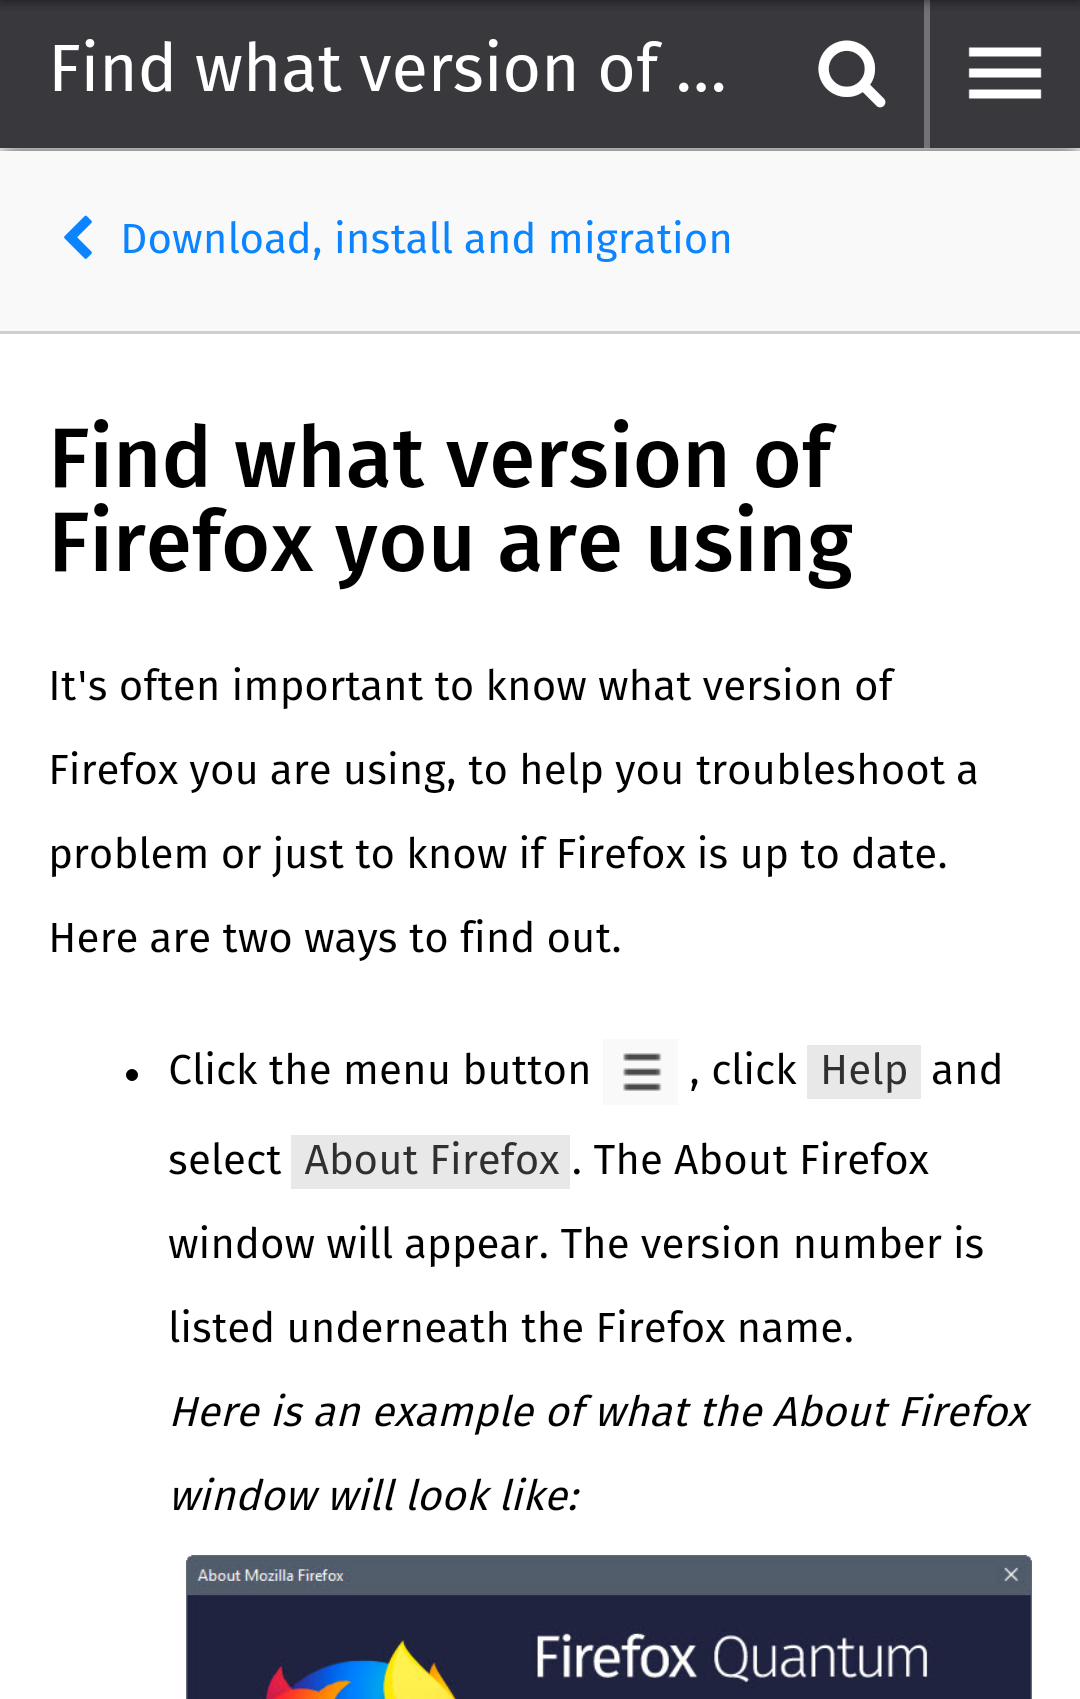 Find what version of ...
Download, install and migration
Find what version of
Firefox you are using
It's often important to know what version of
Firefox you are using, to help you troubleshoot a
problem or just to know if Firefox is up to date.
Here are two ways to find out.
• Click the menu button ☰ , click Help and
select About Firefox . The About Firefox
window will appear. The version number is
listed underneath the Firefox name.
Here is an example of what the About Firefox
window will look like:
About Mozilla Firefox
Firefox Quantum